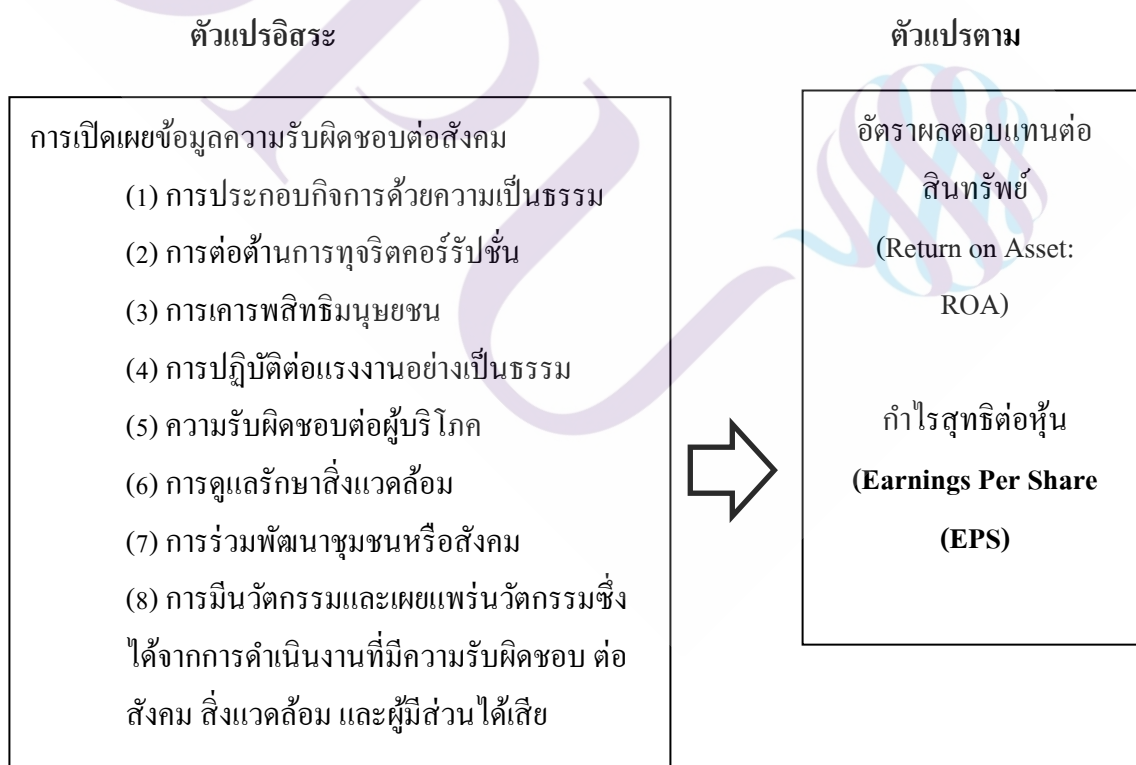 ตัวแปรอิสระ
ตัวแปรตาม
การเปิดเผยข้อมูลความรับผิดชอบต่อสังคม
(1) การประกอบกิจการด้วยความเป็นธรรม
(2) การต่อต้านการทุจริตคอร์รัปชั่น
(3) การเคารพสิทธิมนุษยชน
(4) การปฏิบัติต่อแรงงานอย่างเป็นธรรม
(5) ความรับผิดชอบต่อผู้บริโภค
(6) การดูแลรักษาสิ่งแวดล้อม
(7) การร่วมพัฒนาชุมชนหรือสังคม
(8) การมีนวัตกรรมและเผยแพร่นวัตกรรมซึ่ง
ได้จากการดำเนินงานที่มีความรับผิดชอบ ต่อ
สังคม สิ่งแวดล้อม และผู้มีส่วนได้เสีย
อัตราผลตอบแทนต่อ
สินทรัพย์
(Return on Asset:
ROA)
กำไรสุทธิต่อหุ้น
(Earnings Per Share
(EPS)